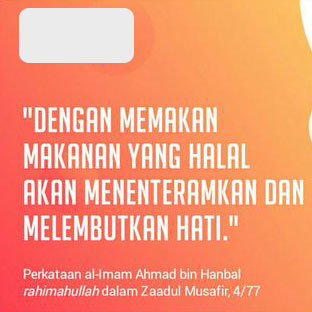 "DENGAN MEMAKAN
MAKANAN YANG HALAL
AKAN MENENTERAMKAN DAN
MELEMBUTKAN HATI."
Perkataan al-Imam Ahmad bin Hanbal
rahimahullah dalam Zaadul Musafir, 4/77